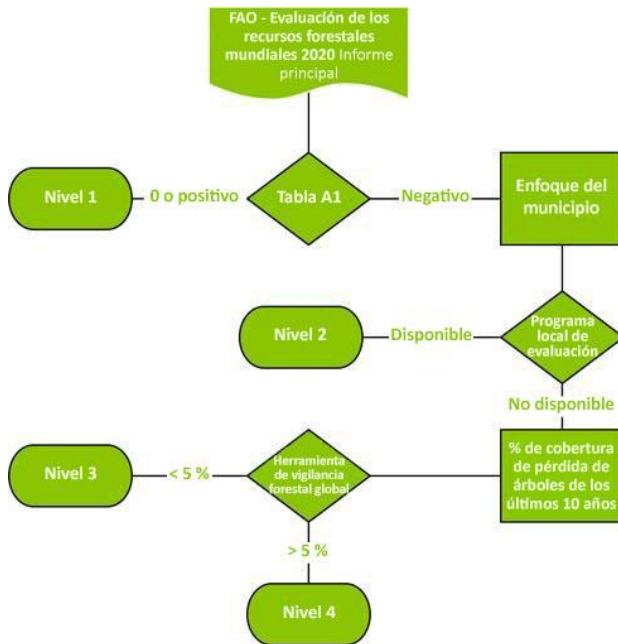 FAO - Evaluación de los
recursos forestales
mundiales 2020 Informe
principal
Nivel 1
0 o positivo
Tabla A1
Negativo
Enfoque del
municipio
Nivel 2
Disponible
Programa
local de
evaluación
No disponible
Nivel 3
< 5 %
Herramienta
de vigilancia
forestal global
% de cobertura
de pérdida de
árboles de los
últimos 10 años
> 5 %
Nivel 4